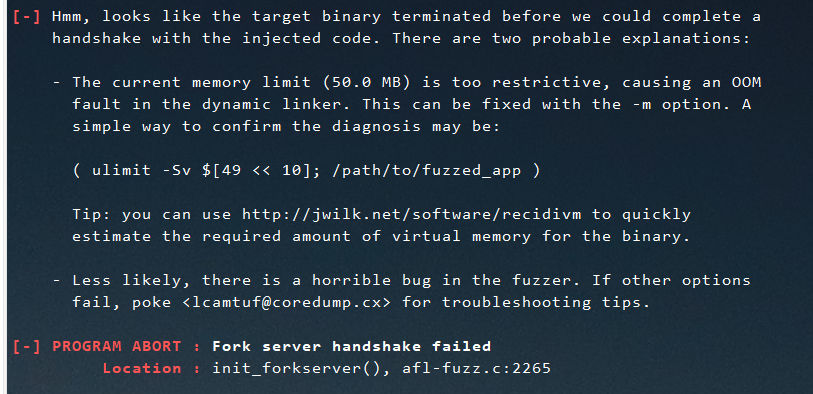 [-] Hmm, looks like the target binary terminated before we could complete a
handshake with the injected code. There are two probable explanations:
- The current memory limit (50.0 MB) is too restrictive, causing an OOM
fault in the dynamic linker. This can be fixed with the -m option. A
simple way to confirm the diagnosis may be:
( ulimit -Sv $[49 << 10]; /path/to/fuzzed_app )
Tip: you can use http://jwilk.net/software/recidivm to quickly
estimate the required amount of virtual memory for the binary.
- Less likely, there is a horrible bug in the fuzzer. If other options
fail, poke <lcamtuf@coredump.cx> for troubleshooting tips.
[-] PROGRAM ABORT : Fork server handshake failed
Location : init_forkserver(), afl-fuzz.c:2265